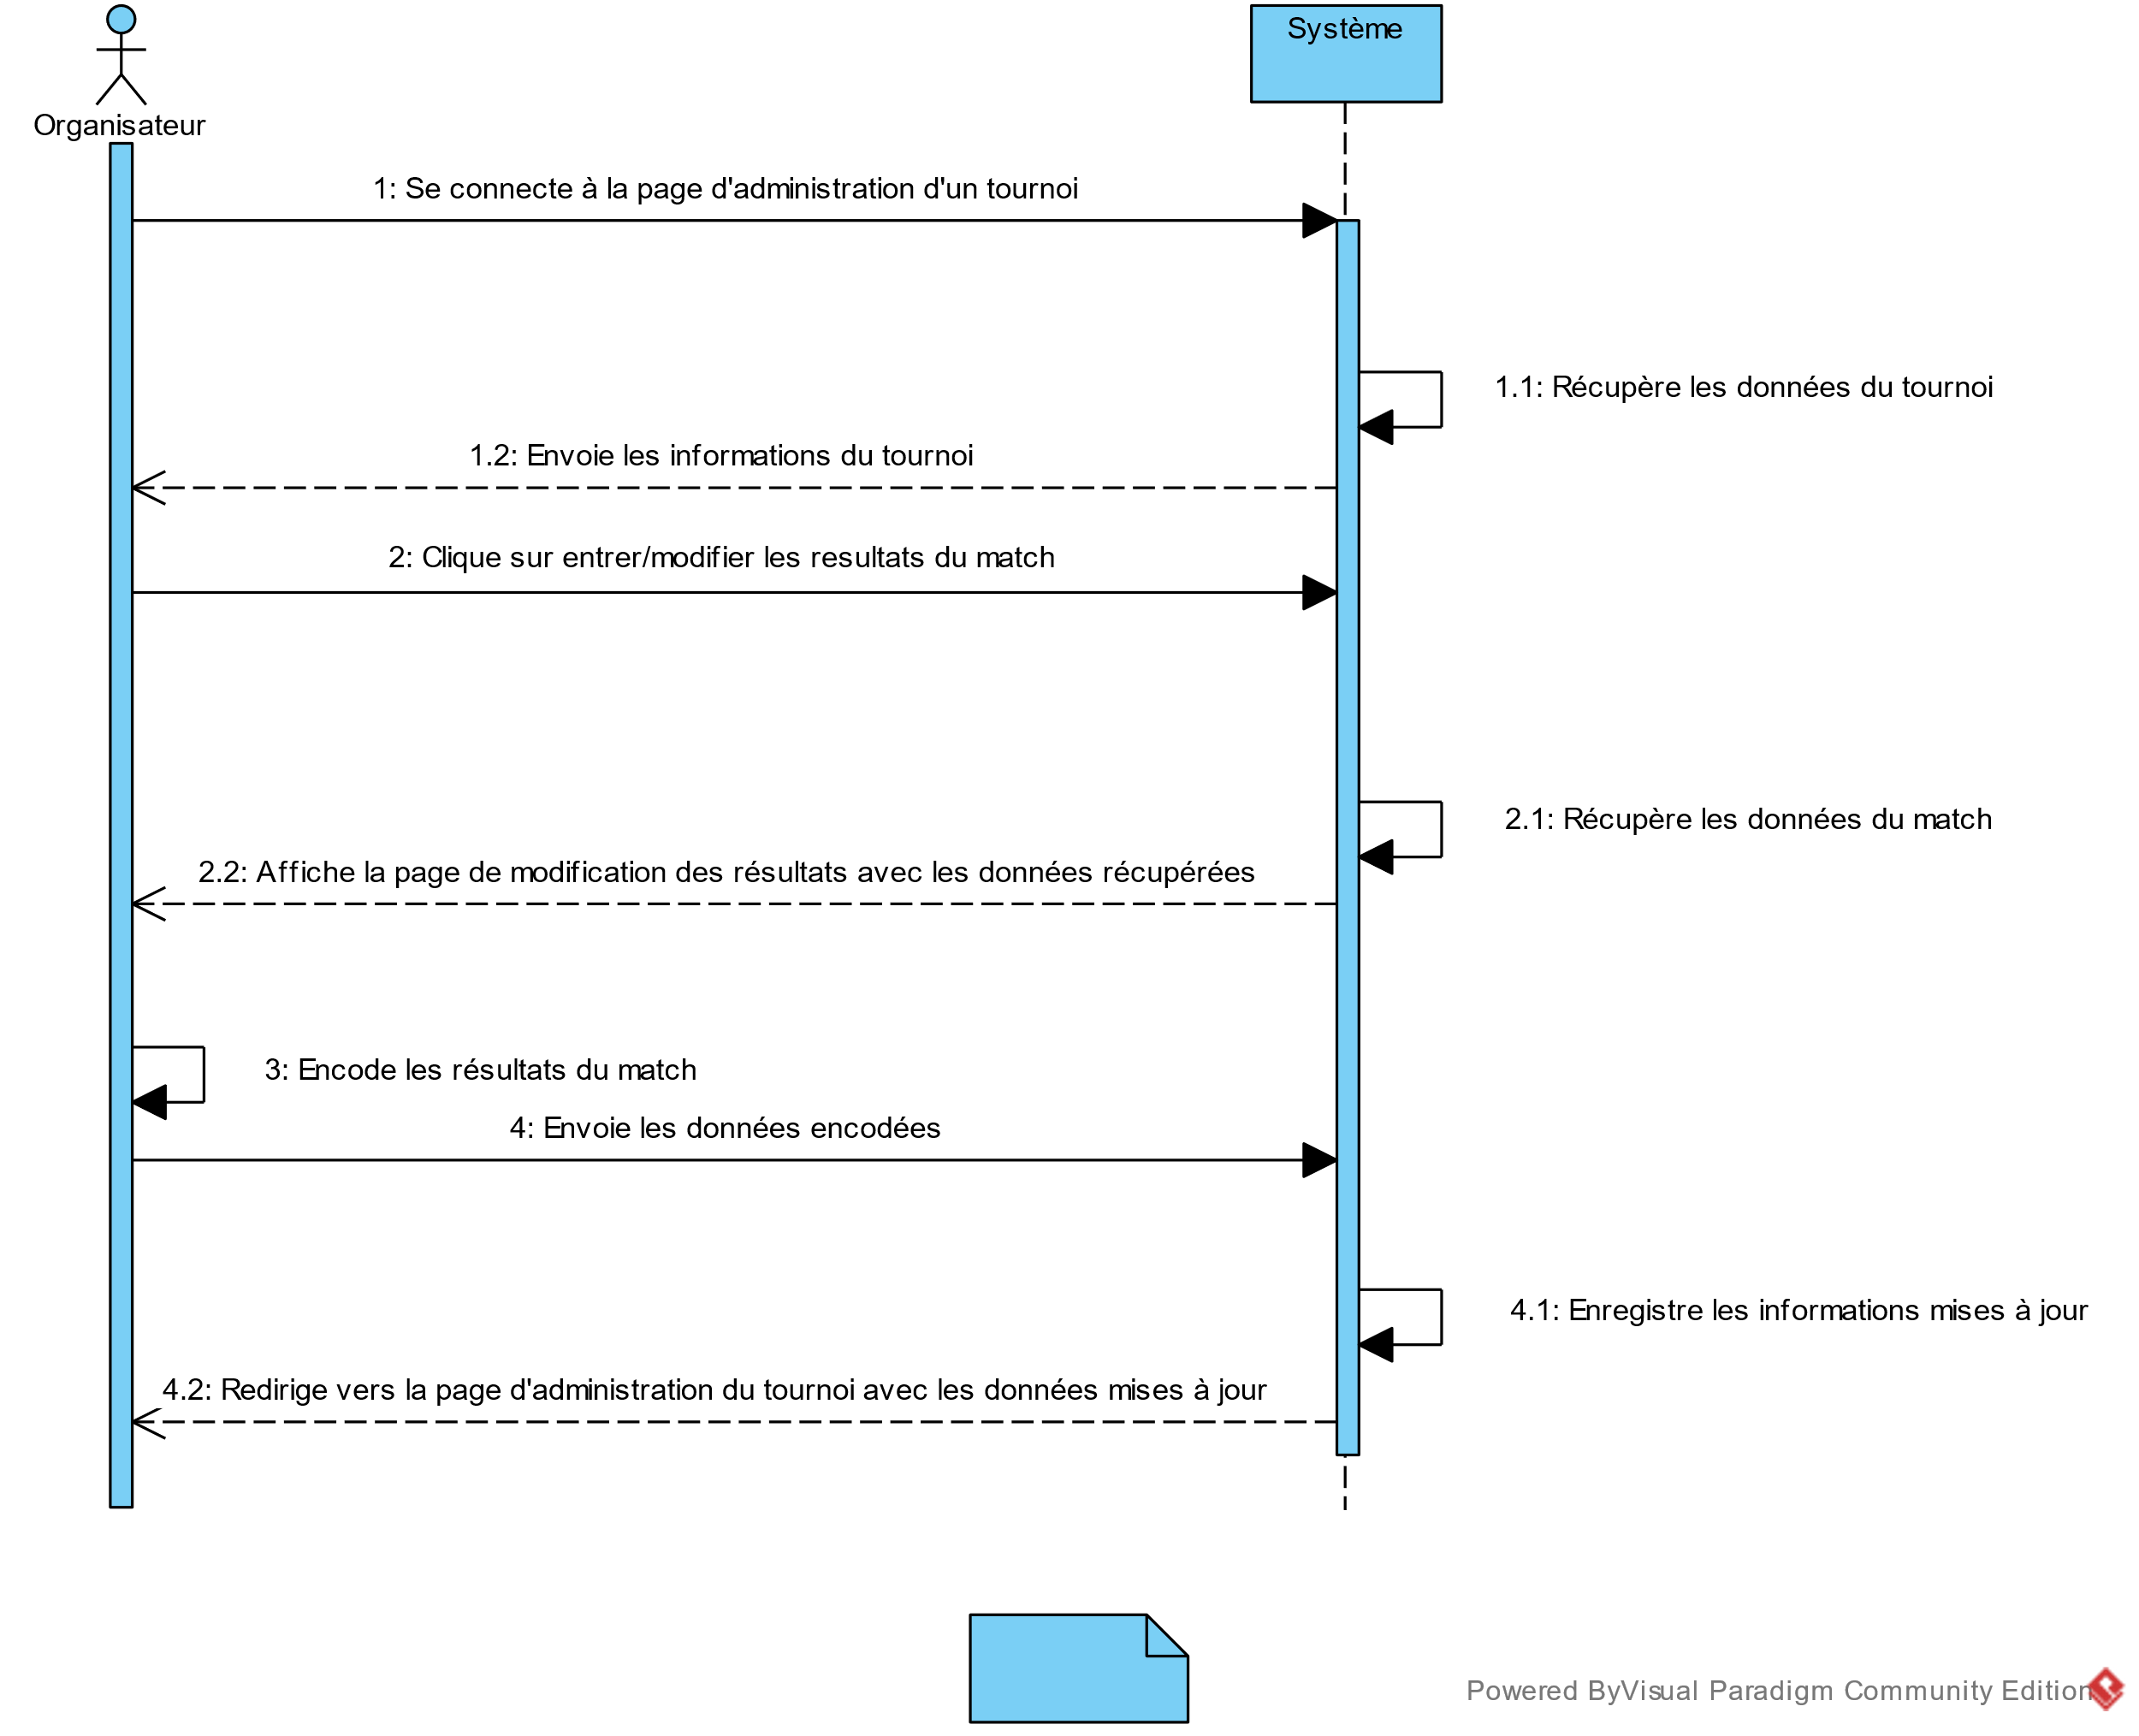 Organisateur
Système
1: Se connecte à la page d'administration d'un tournoi
1.1: Récupère les données du tournoi
1.2: Envoie les informations du tournoi
2: Clique sur entrer/modifier les resultats du match
2.1: Récupère les données du match
2.2: Affiche la page de modification des résultats avec les données récupérées
3: Encode les résultats du match
4: Envoie les données encodées
4.1: Enregistre les informations mises à jour
4.2: Redirige vers la page d'administration du tournoi avec les données mises à jour
Powered ByVisual Paradigm Community Edition